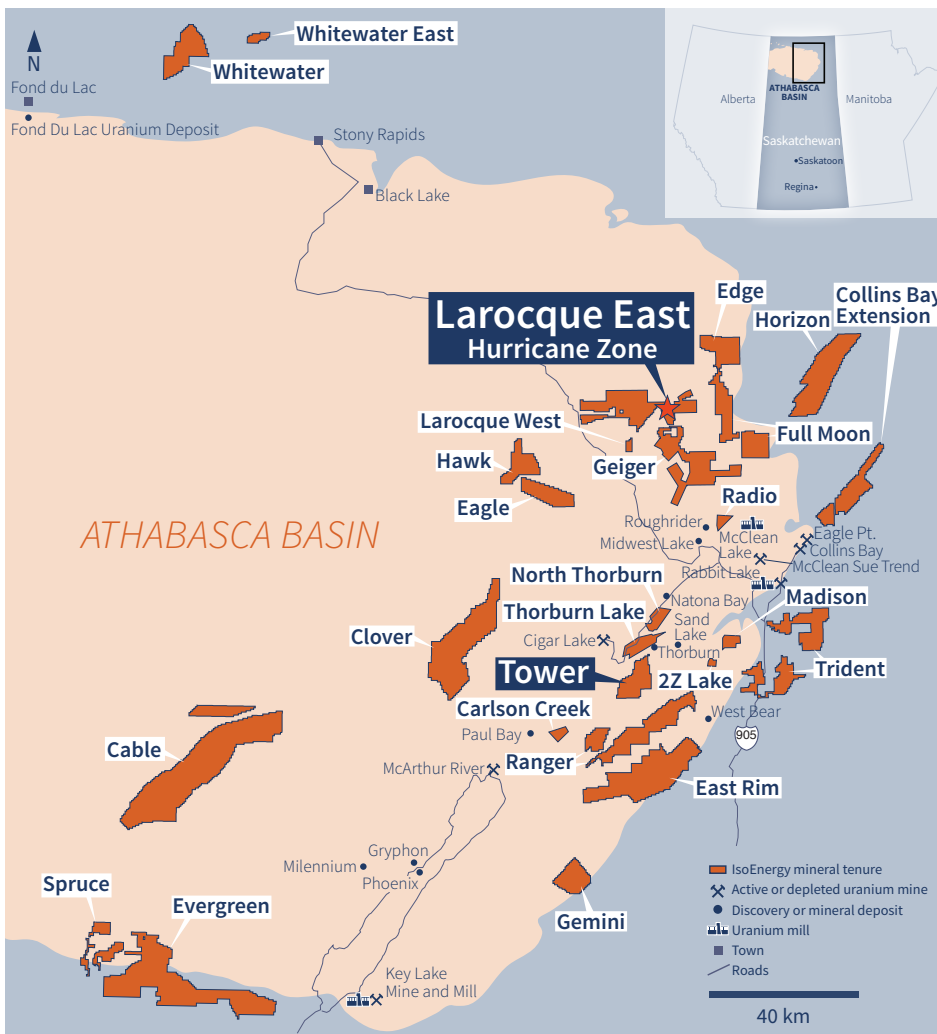 Whitewater East
Whitewater
N
Fond du Lac
Fond Du Lac Uranium Deposit
Stony Rapids
Black Lake
Alberta
ATHABASCA
BASIN
Manitoba
Saskatchewan
Saskatoon
Regina
Edge
Collins Bay
Extension
Horizon
Larocque East
Hurricane Zone
Larocque West
Full Moon
Hawk
Geiger
Eagle
Radio
ATHABASCA BASIN
Roughrider
Midwest Lake
McClean
Lake
Eagle Pt.
Collins Bay
McClean Sue Trend
Rabbit Lake
North Thorburn
Madison
Natona Bay
Thorburn Lake
Sand
Lake
Clover
Cigar Lake
Thorburn
Tower
2Z Lake
Trident
Carlson Creek
West Bear
Paul Bay
905
Cable
Ranger
McArthur River
East Rim
Gryphon
Milennium
Phoenix
Spruce
Evergreen
Gemini
Key Lake
Mine and Mill
IsoEnergy mineral tenure
Active or depleted uranium mine
Discovery or mineral deposit
Uranium mill
Town
Roads
40 km